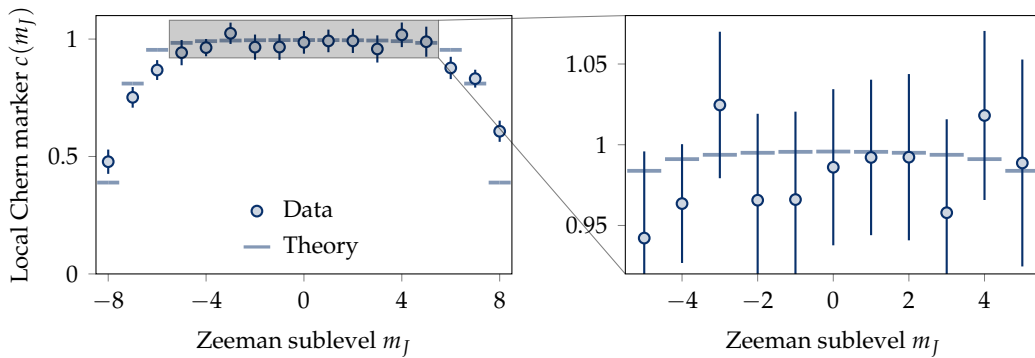 Local Chern marker c(m_J)
1
0.5
0
Data
Theory
−8 −4 0 4 8
Zeeman sublevel m_J
1.05
1
0.95
−4 −2 0 2 4
Zeeman sublevel m_J